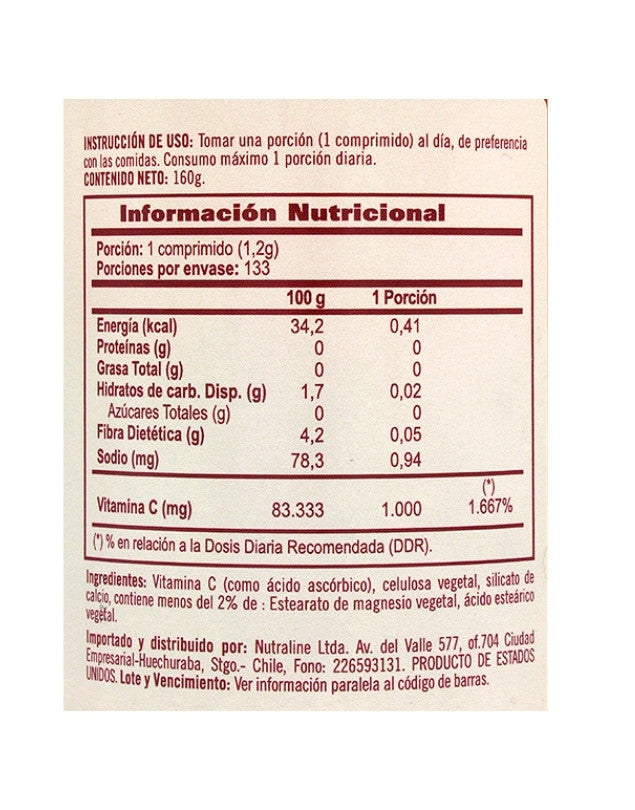 INSTRUCCIÓN DE USO: Tomar una porción (1 comprimido) al día, de preferencia
con las comidas. Consumo máximo 1 porción diaria.
CONTENIDO NETO: 160g.
Información Nutricional
Porción: 1 comprimido (1,2g)
Porciones por envase: 133
100 g 1 Porción
Energía (kcal) 34,2 0,41
Proteínas (g) 0 0
Grasa Total (g) 0 0
Hidratos de carb. Disp. (g) 1,7 0,02
Azúcares Totales (g) 0 0
Fibra Dietética (g) 4,2 0,05
Sodio (mg) 78,3 0,94
(*)
Vitamina C (mg) 83.333 1.000 1.667%
(*) % en relación a la Dosis Diaria Recomendada (DDR).
Ingredientes: Vitamina C (como ácido ascórbico), celulosa vegetal, silicato de
calcio, contiene menos del 2% de : Estearato de magnesio vegetal, ácido esteárico
vegetal.
Importado y distribuido por: Nutraline Ltda. Av. del Valle 577, of.704 Ciudad
Empresarial-Huechuraba, Stgo.- Chile, Fono: 226593131. PRODUCTO DE ESTADOS
UNIDOS. Lote y Vencimiento: Ver información paralela al código de barras.